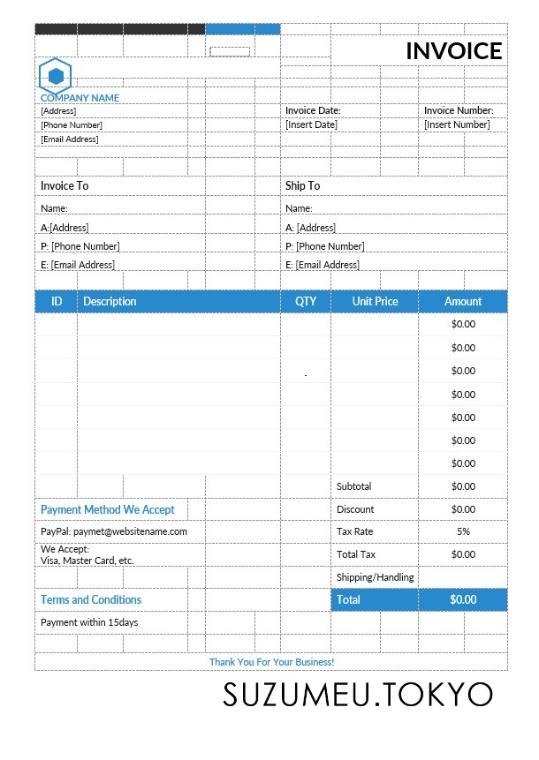 INVOICE
COMPANY NAME
[Address]
[Phone Number]
[Email Address]
Invoice Date: Invoice Number:
[Insert Date] [Insert Number]
Invoice To Ship To
Name: Name:
A:[Address] A: [Address]
P: [Phone Number] P: [Phone Number]
E: [Email Address] E: [Email Address]
ID Description QTY Unit Price Amount
$0.00
$0.00
$0.00
$0.00
$0.00
$0.00
$0.00
Subtotal $0.00
Payment Method We Accept Discount $0.00
PayPal: paymet@websitename.com Tax Rate 5%
We Accept:
Visa, Master Card, etc. Total Tax $0.00
Shipping/Handling
Terms and Conditions Total $0.00
Payment within 15days
Thank You For Your Business!
SUZUMEU.TOKYO